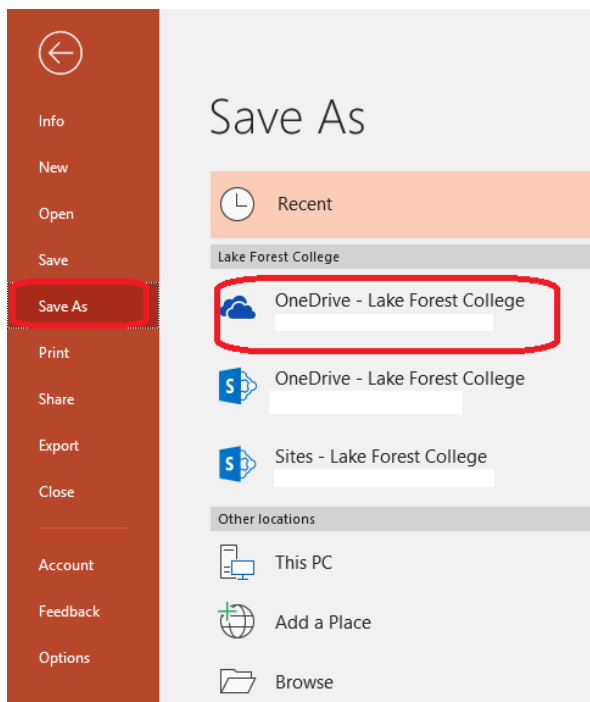 Info
New
Open
Save
Save As
Print
Share
Export
Close
Account
Feedback
Options
Save As
Recent
Lake Forest College
OneDrive - Lake Forest College
S
OneDrive - Lake Forest College
S
Sites - Lake Forest College
Other locations
This PC
Add a Place
Browse